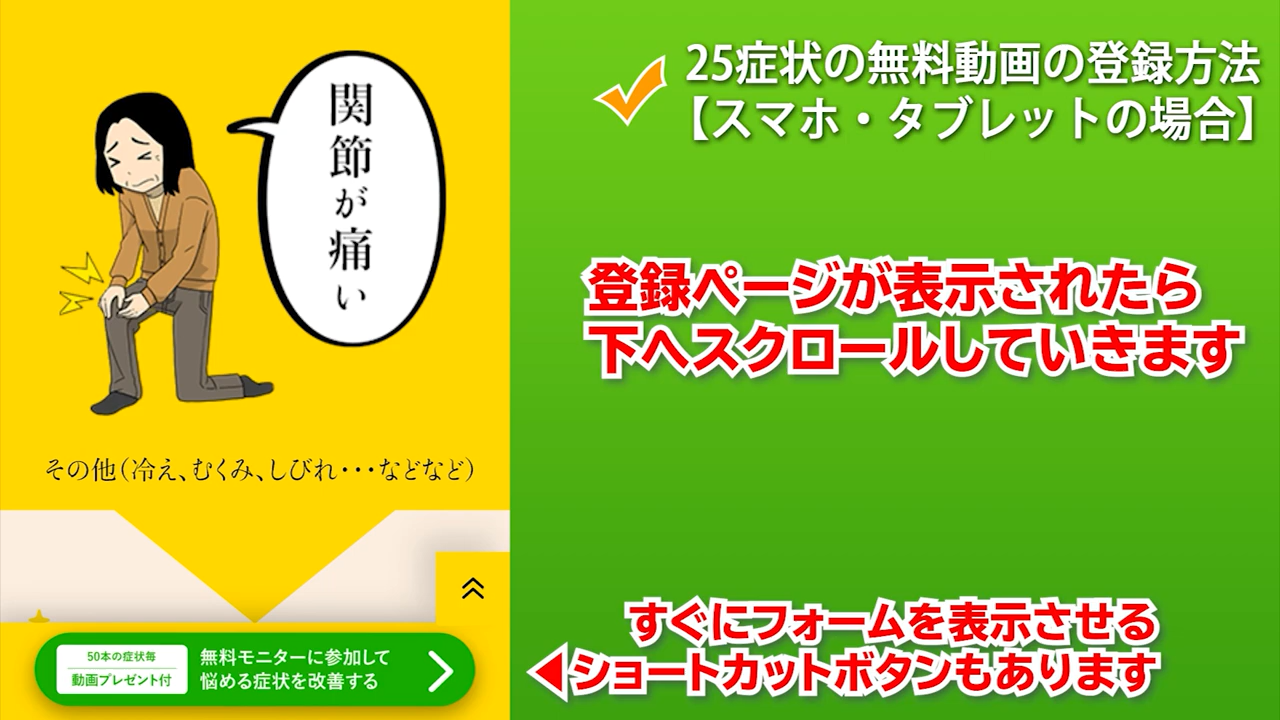 関節が痛い
その他(冷え、むくみ、しびれ・・・などなど)
50本の症状毎
動画プレゼント付
無料モニターに参加して
悩める症状を改善する
25症状の無料動画の登録方法
【スマホ・タブレットの場合】
登録ページが表示されたら
下へスクロールしていきます
すぐにフォームを表示させる
ショートカットボタンもあります